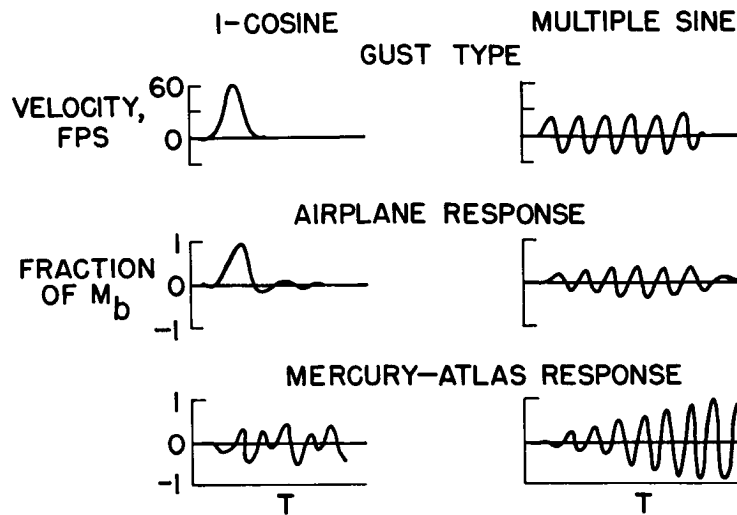 1-COSINE
MULTIPLE SINE
GUST TYPE
VELOCITY, FPS
60
0
AIRPLANE RESPONSE
FRACTION OF Mb
1
0
-1
MERCURY-ATLAS RESPONSE
1
0
-1
T
T